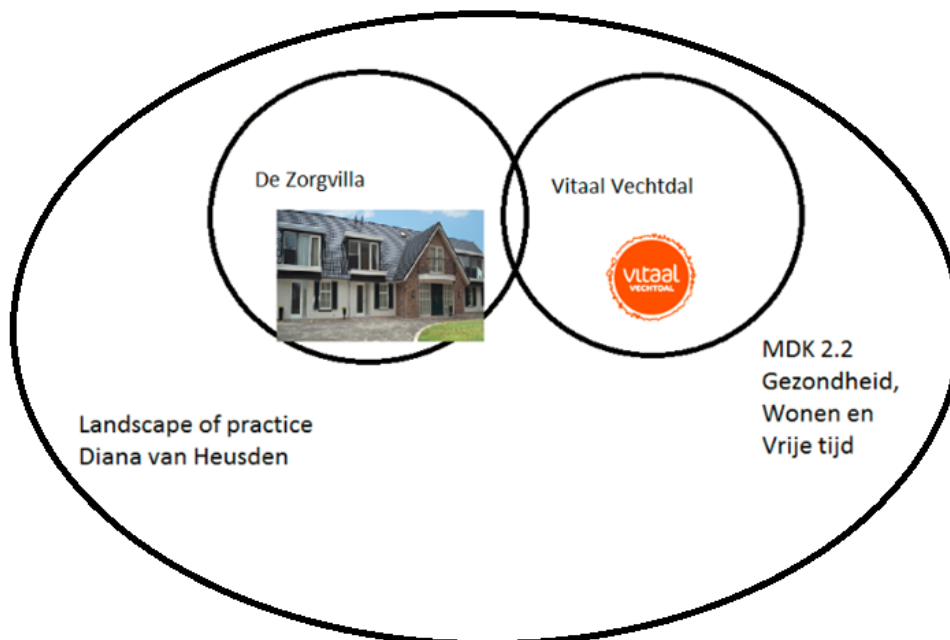 De Zorgvilla
Vitaal Vechtdal
vitaal
VECHTDAL
MDK 2.2
Gezondheid,
Wonen en
Vrije tijd
Landscape of practice
Diana van Heusden